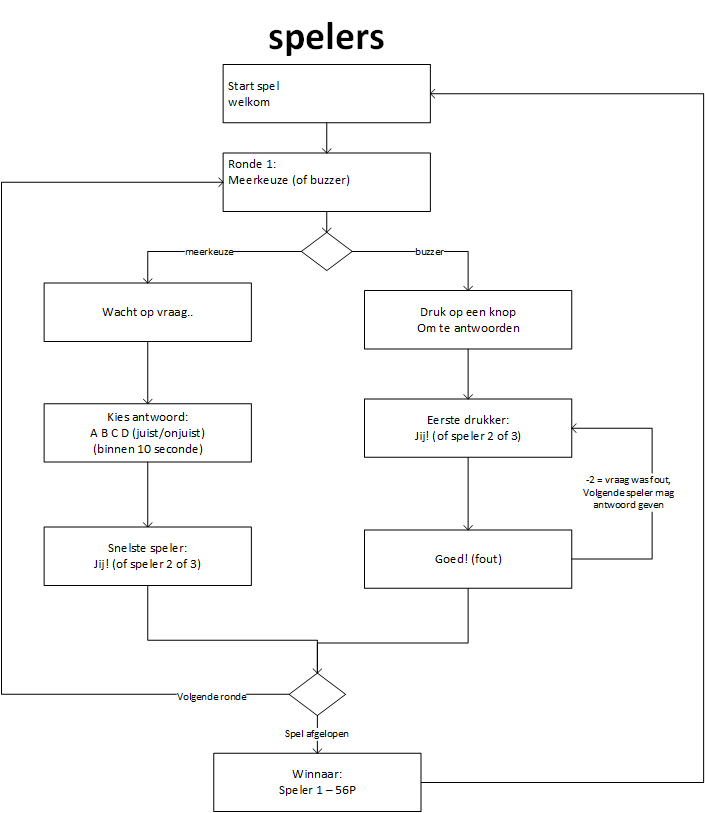 spelers
Start spel
welkom
Ronde 1:
Meerkeuze (of buzzer)
meerkeuze
buzzer
Wacht op vraag..
Druk op een knop
Om te antwoorden
Kies antwoord:
A B C D (juist/onjuist)
(binnen 10 seconde)
Eerste drukker:
Jij! (of speler 2 of 3)
-2 = vraag was fout,
Volgende speler mag
antwoord geven
Snelste speler:
Jij! (of speler 2 of 3)
Goed! (fout)
Volgende ronde
Spel afgelopen
Winnaar:
Speler 1 – 56P